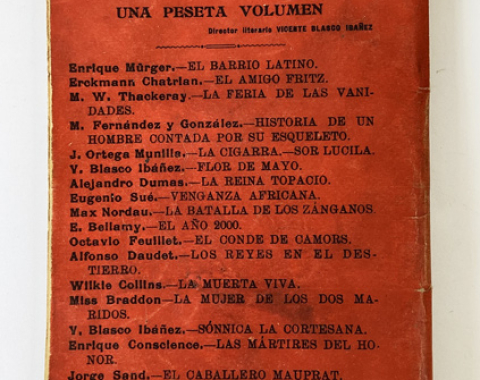 UNA PESETA VOLUMEN
Director literario VICENTE BLASCO IBAÑEZ
Enrique Mürger.—EL BARRIO LATINO.
Erckmann Chatrian.—EL AMIGO FRITZ.
M. W. Thackeray.—LA FERIA DE LAS VANI-
DADES.
M. Fernández y González.—HISTORIA DE UN
HOMBRE CONTADA POR SU ESQUELETO.
J. Ortega Munilla.—LA CIGARRA.—SOR LUCILA.
V. Blasco Ibáñez.—FLOR DE MAYO.
Alejandro Dumas.—LA REINA TOPACIO.
Eugenio Sué.—VENGANZA AFRICANA.
Max Nordau.—LA BATALLA DE LOS ZÁNGANOS.
E. Bellamy.—EL AÑO 2000.
Octavio Feuillet.—EL CONDE DE CAMORS.
Alfonso Daudet.—LOS REYES EN EL DES-
TIERRO.
Wilkie Collins.—LA MUERTA VIVA.
Miss Braddon—LA MUJER DE LOS DOS MA-
RIDOS.
V. Blasco Ibáñez.—SÓNNICA LA CORTESANA.
Enrique Conscience.—LAS MÁRTIRES DEL HO-
NOR.
Jorge Sand.—EL CABALLERO MAUPRAT.